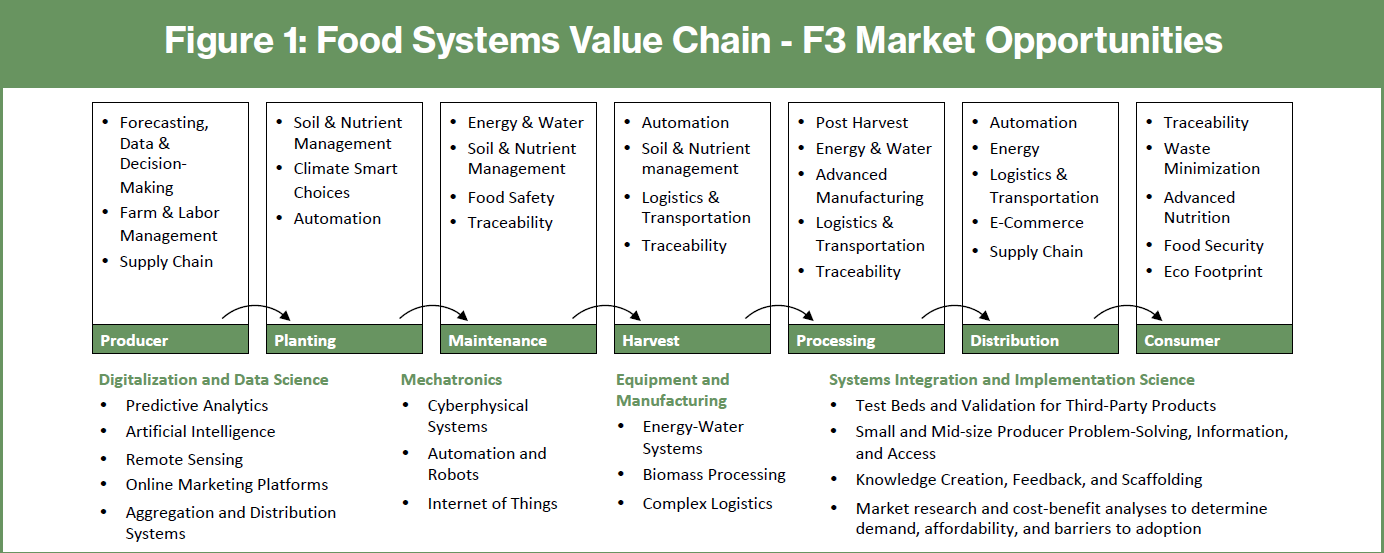 Figure 1: Food Systems Value Chain - F3 Market Opportunities
• Forecasting,
Data &
Decision-
Making
• Farm & Labor
Management
• Supply Chain
Producer
• Soil & Nutrient
Management
• Climate Smart
Choices
• Automation
Planting
• Energy & Water
• Soil & Nutrient
Management
• Food Safety
• Traceability
Maintenance
• Automation
• Soil & Nutrient
management
• Logistics &
Transportation
• Traceability
Harvest
• Post Harvest
• Energy & Water
• Advanced
Manufacturing
• Logistics &
Transportation
• Traceability
Processing
• Automation
• Energy
• Logistics &
Transportation
• E-Commerce
• Supply Chain
Distribution
• Traceability
• Waste
Minimization
• Advanced
Nutrition
• Food Security
• Eco Footprint
Consumer
Digitalization and Data Science
• Predictive Analytics
• Artificial Intelligence
• Remote Sensing
• Online Marketing Platforms
• Aggregation and Distribution
Systems
Mechatronics
• Cyberphysical
Systems
• Automation and
Robots
• Internet of Things
Equipment and
Manufacturing
• Energy-Water
Systems
• Biomass Processing
• Complex Logistics
Systems Integration and Implementation Science
• Test Beds and Validation for Third-Party Products
• Small and Mid-size Producer Problem-Solving, Information,
and Access
• Knowledge Creation, Feedback, and Scaffolding
• Market research and cost-benefit analyses to determine
demand, affordability, and barriers to adoption